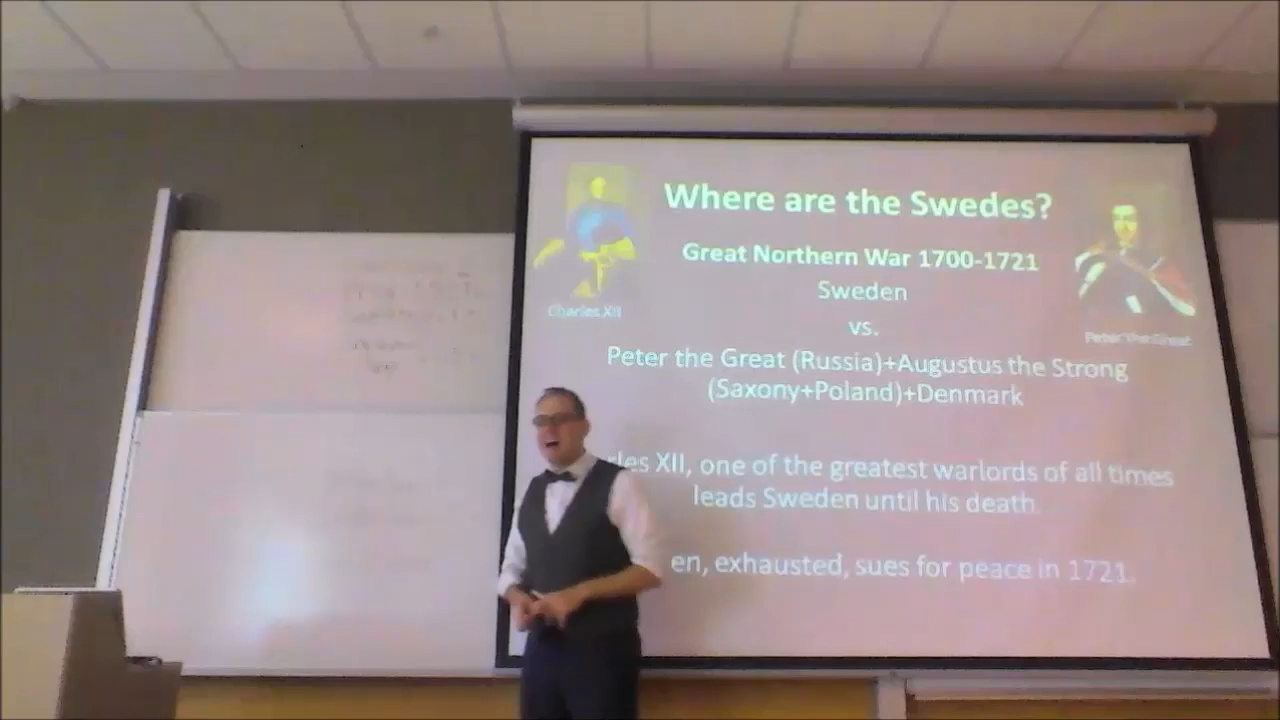 Where are the Swedes?
Great Northern War 1700-1721
Sweden
vs.
Charles XII
Peter the Great
Peter the Great (Russia)+Augustus the Strong
(Saxony+Poland)+Denmark
rles XII, one of the greatest warlords of all times
leads Sweden until his death.
en, exhausted, sues for peace in 1721.